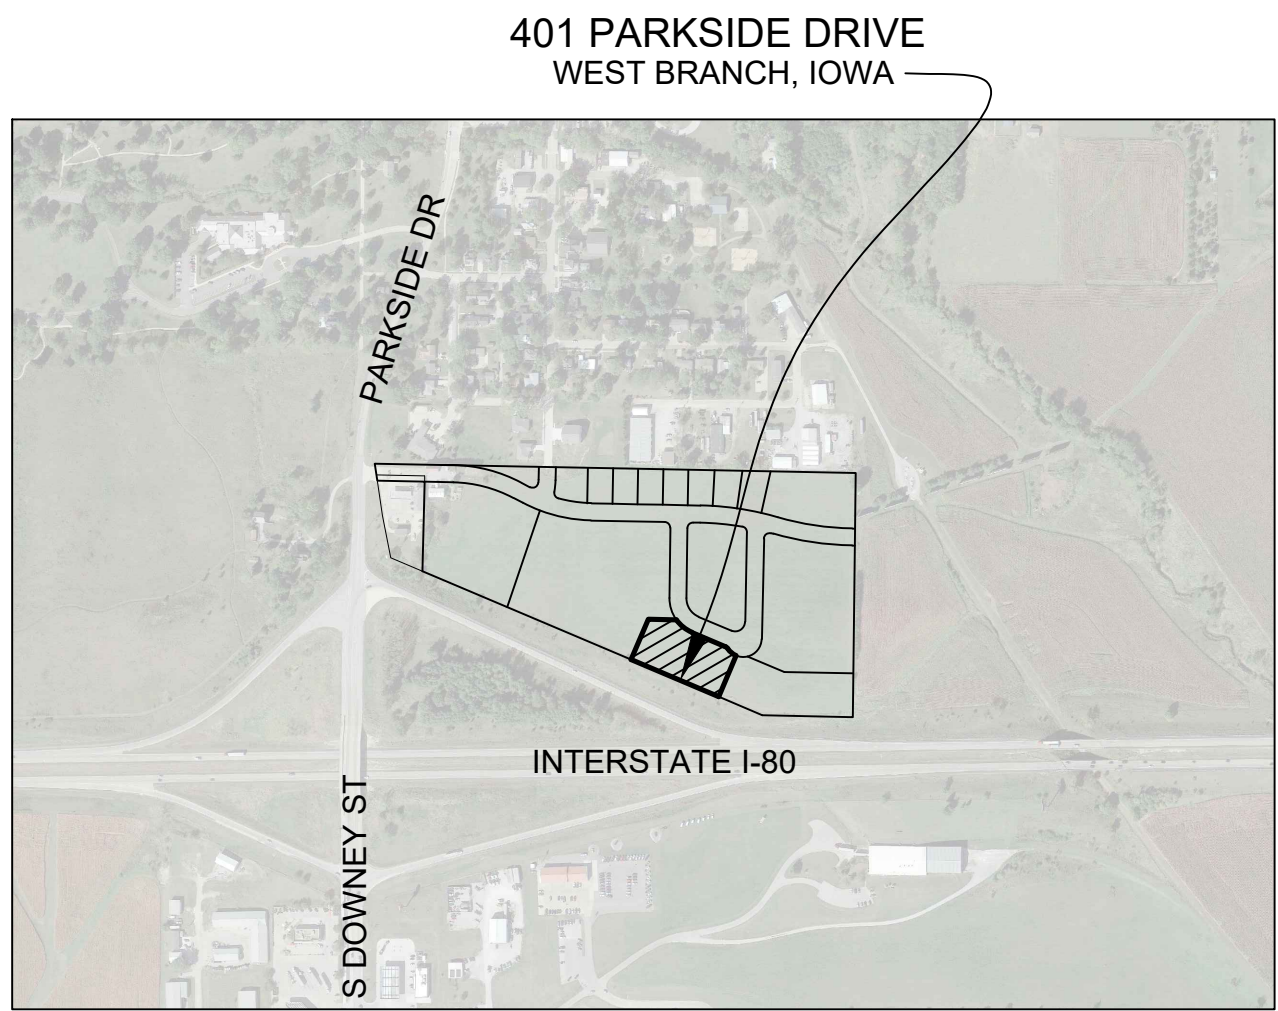 401 PARKSIDE DRIVE
WEST BRANCH, IOWA
PARKSIDE DR
INTERSTATE I-80
S DOWNEY ST